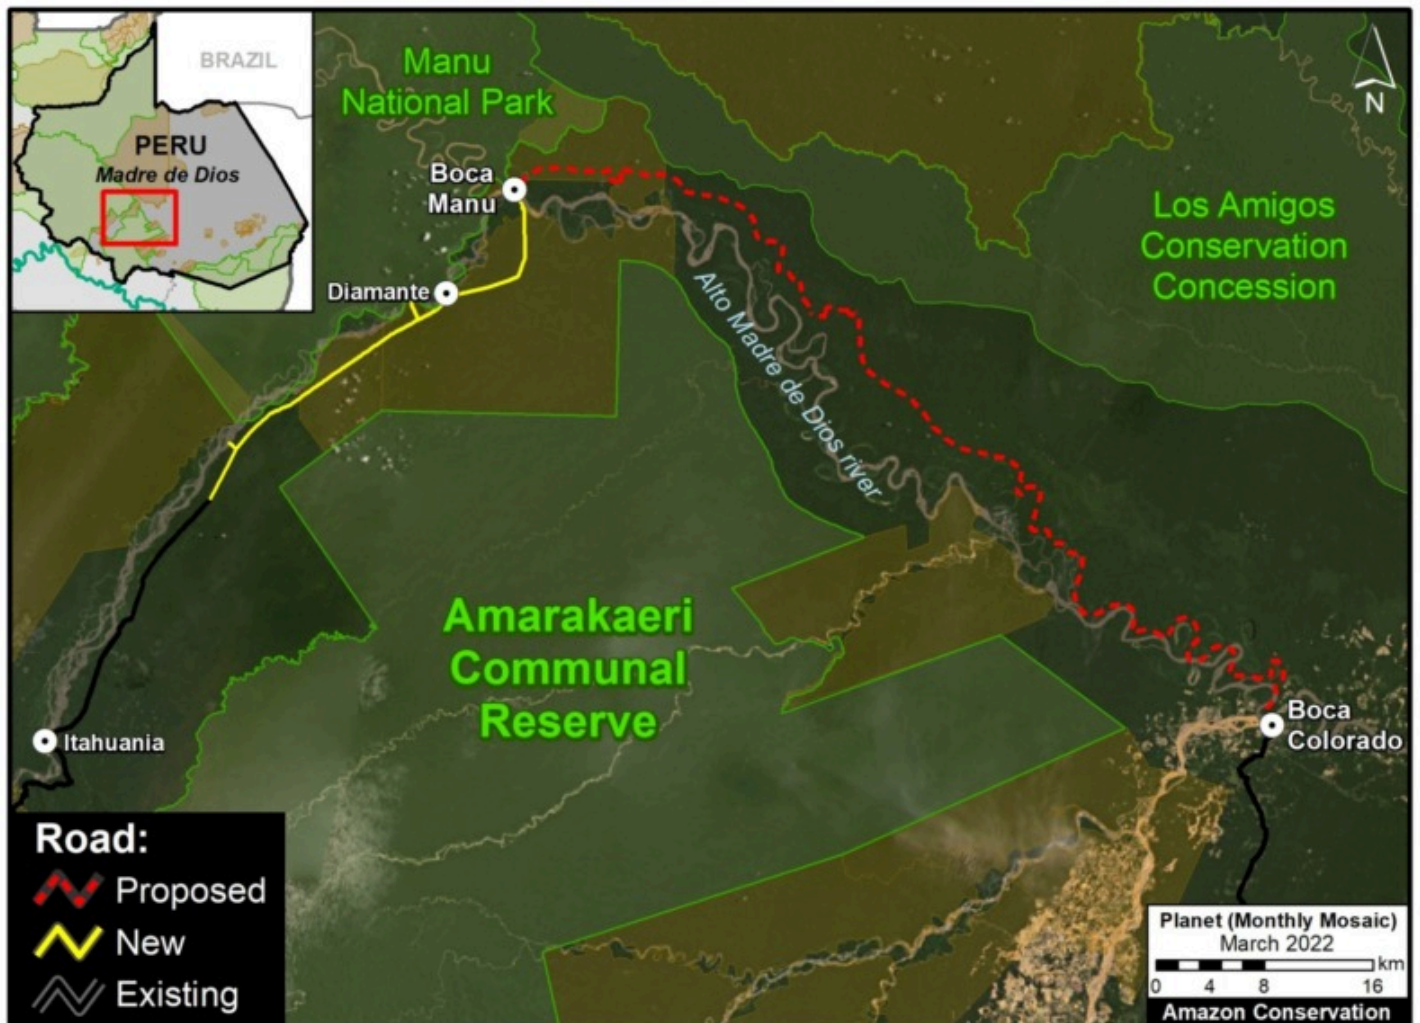 BRAZIL
PERU
Madre de Dios
Manu
National Park
N
Boca
Manu
Los Amigos
Conservation
Concession
Diamante
Alto Madre de Dios river
Amarakaeri
Communal
Reserve
Itahuania
Boca
Colorado
Road:
Proposed
New
Existing
Planet (Monthly Mosaic)
March 2022
km
0 4 8 16
Amazon Conservation